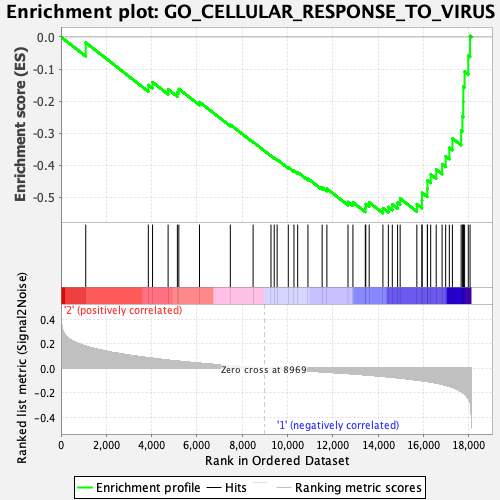 Enrichment plot: GO_CELLULAR_RESPONSE_TO_VIRUS
Enrichment score (ES)
0.0
-0.1
-0.2
-0.3
-0.4
-0.5
'2' (positively correlated)
Ranked list metric (Signal2Noise)
0.4
0.2
0.0
-0.2
-0.4
Zero cross at 8969
'1' (negatively correlated)
0 2,000 4,000 6,000 8,000 10,000 12,000 14,000 16,000 18,000
Rank in Ordered Dataset
Enrichment profile Hits Ranking metric scores